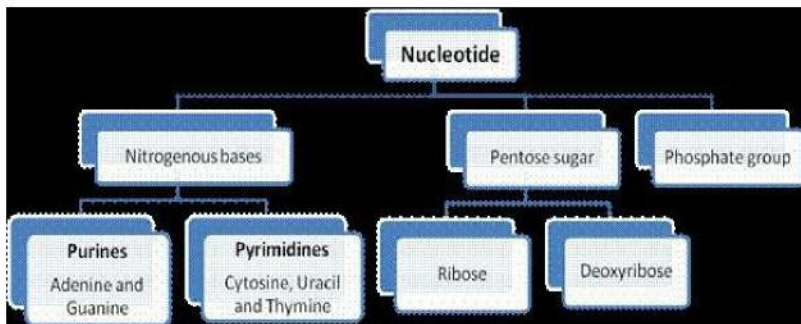 Nucleotide
Nitrogenous bases
Pentose sugar
Phosphate group
Purines
Adenine and
Guanine
Pyrimidines
Cytosine, Uracil
and Thymine
Ribose
Deoxyribose